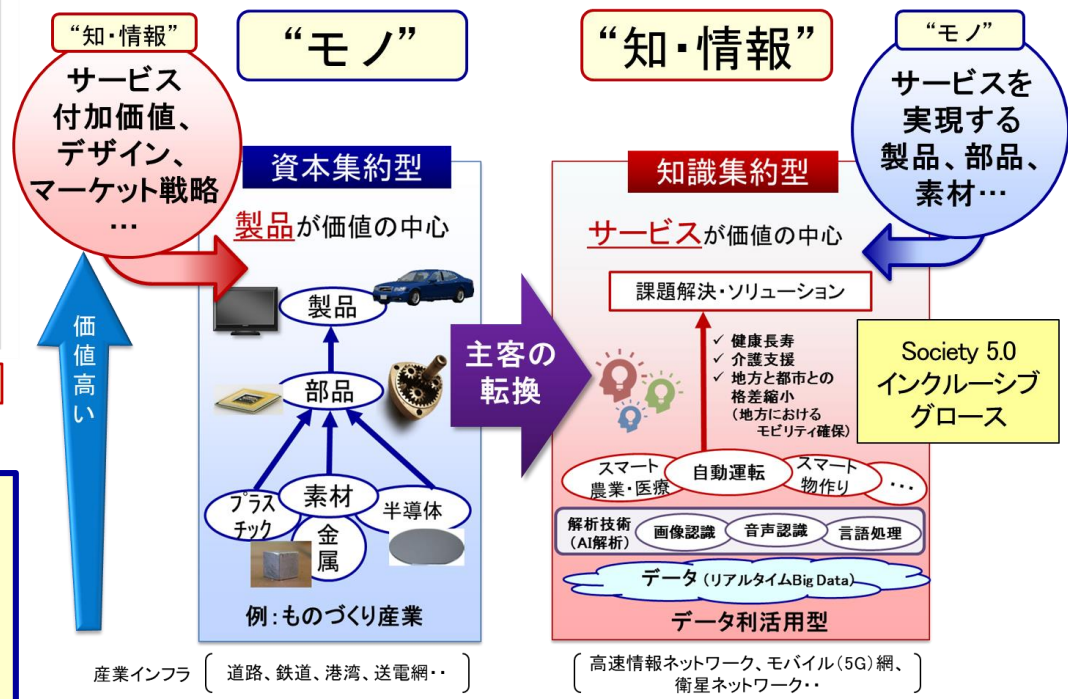 “知・情報”
サービス
付加価値、
デザイン、
マーケット戦略
…
“モノ”
“知・情報”
“モノ”
サービスを
実現する
製品、部品、
素材…
価値高い
資本集約型
製品が価値の中心
製品
部品
プラス
チック
素材
金属
半導体
例：ものづくり産業
主客の
転換
知識集約型
サービスが価値の中心
課題解決・ソリューション
✓ 健康長寿
✓ 介護支援
✓ 地方と都市との
格差縮小
（地方における
モビリティ確保）
Society 5.0
インクルーシブ
グロース
スマート
農業・医療
自動運転
スマート
物作り
・・・
解析技術
（AI解析）
画像認識
音声認識
言語処理
データ（リアルタイムBig Data）
データ利活用型
産業インフラ
道路、鉄道、港湾、送電網・・
高速情報ネットワーク、モバイル（5G）網、
衛星ネットワーク・・